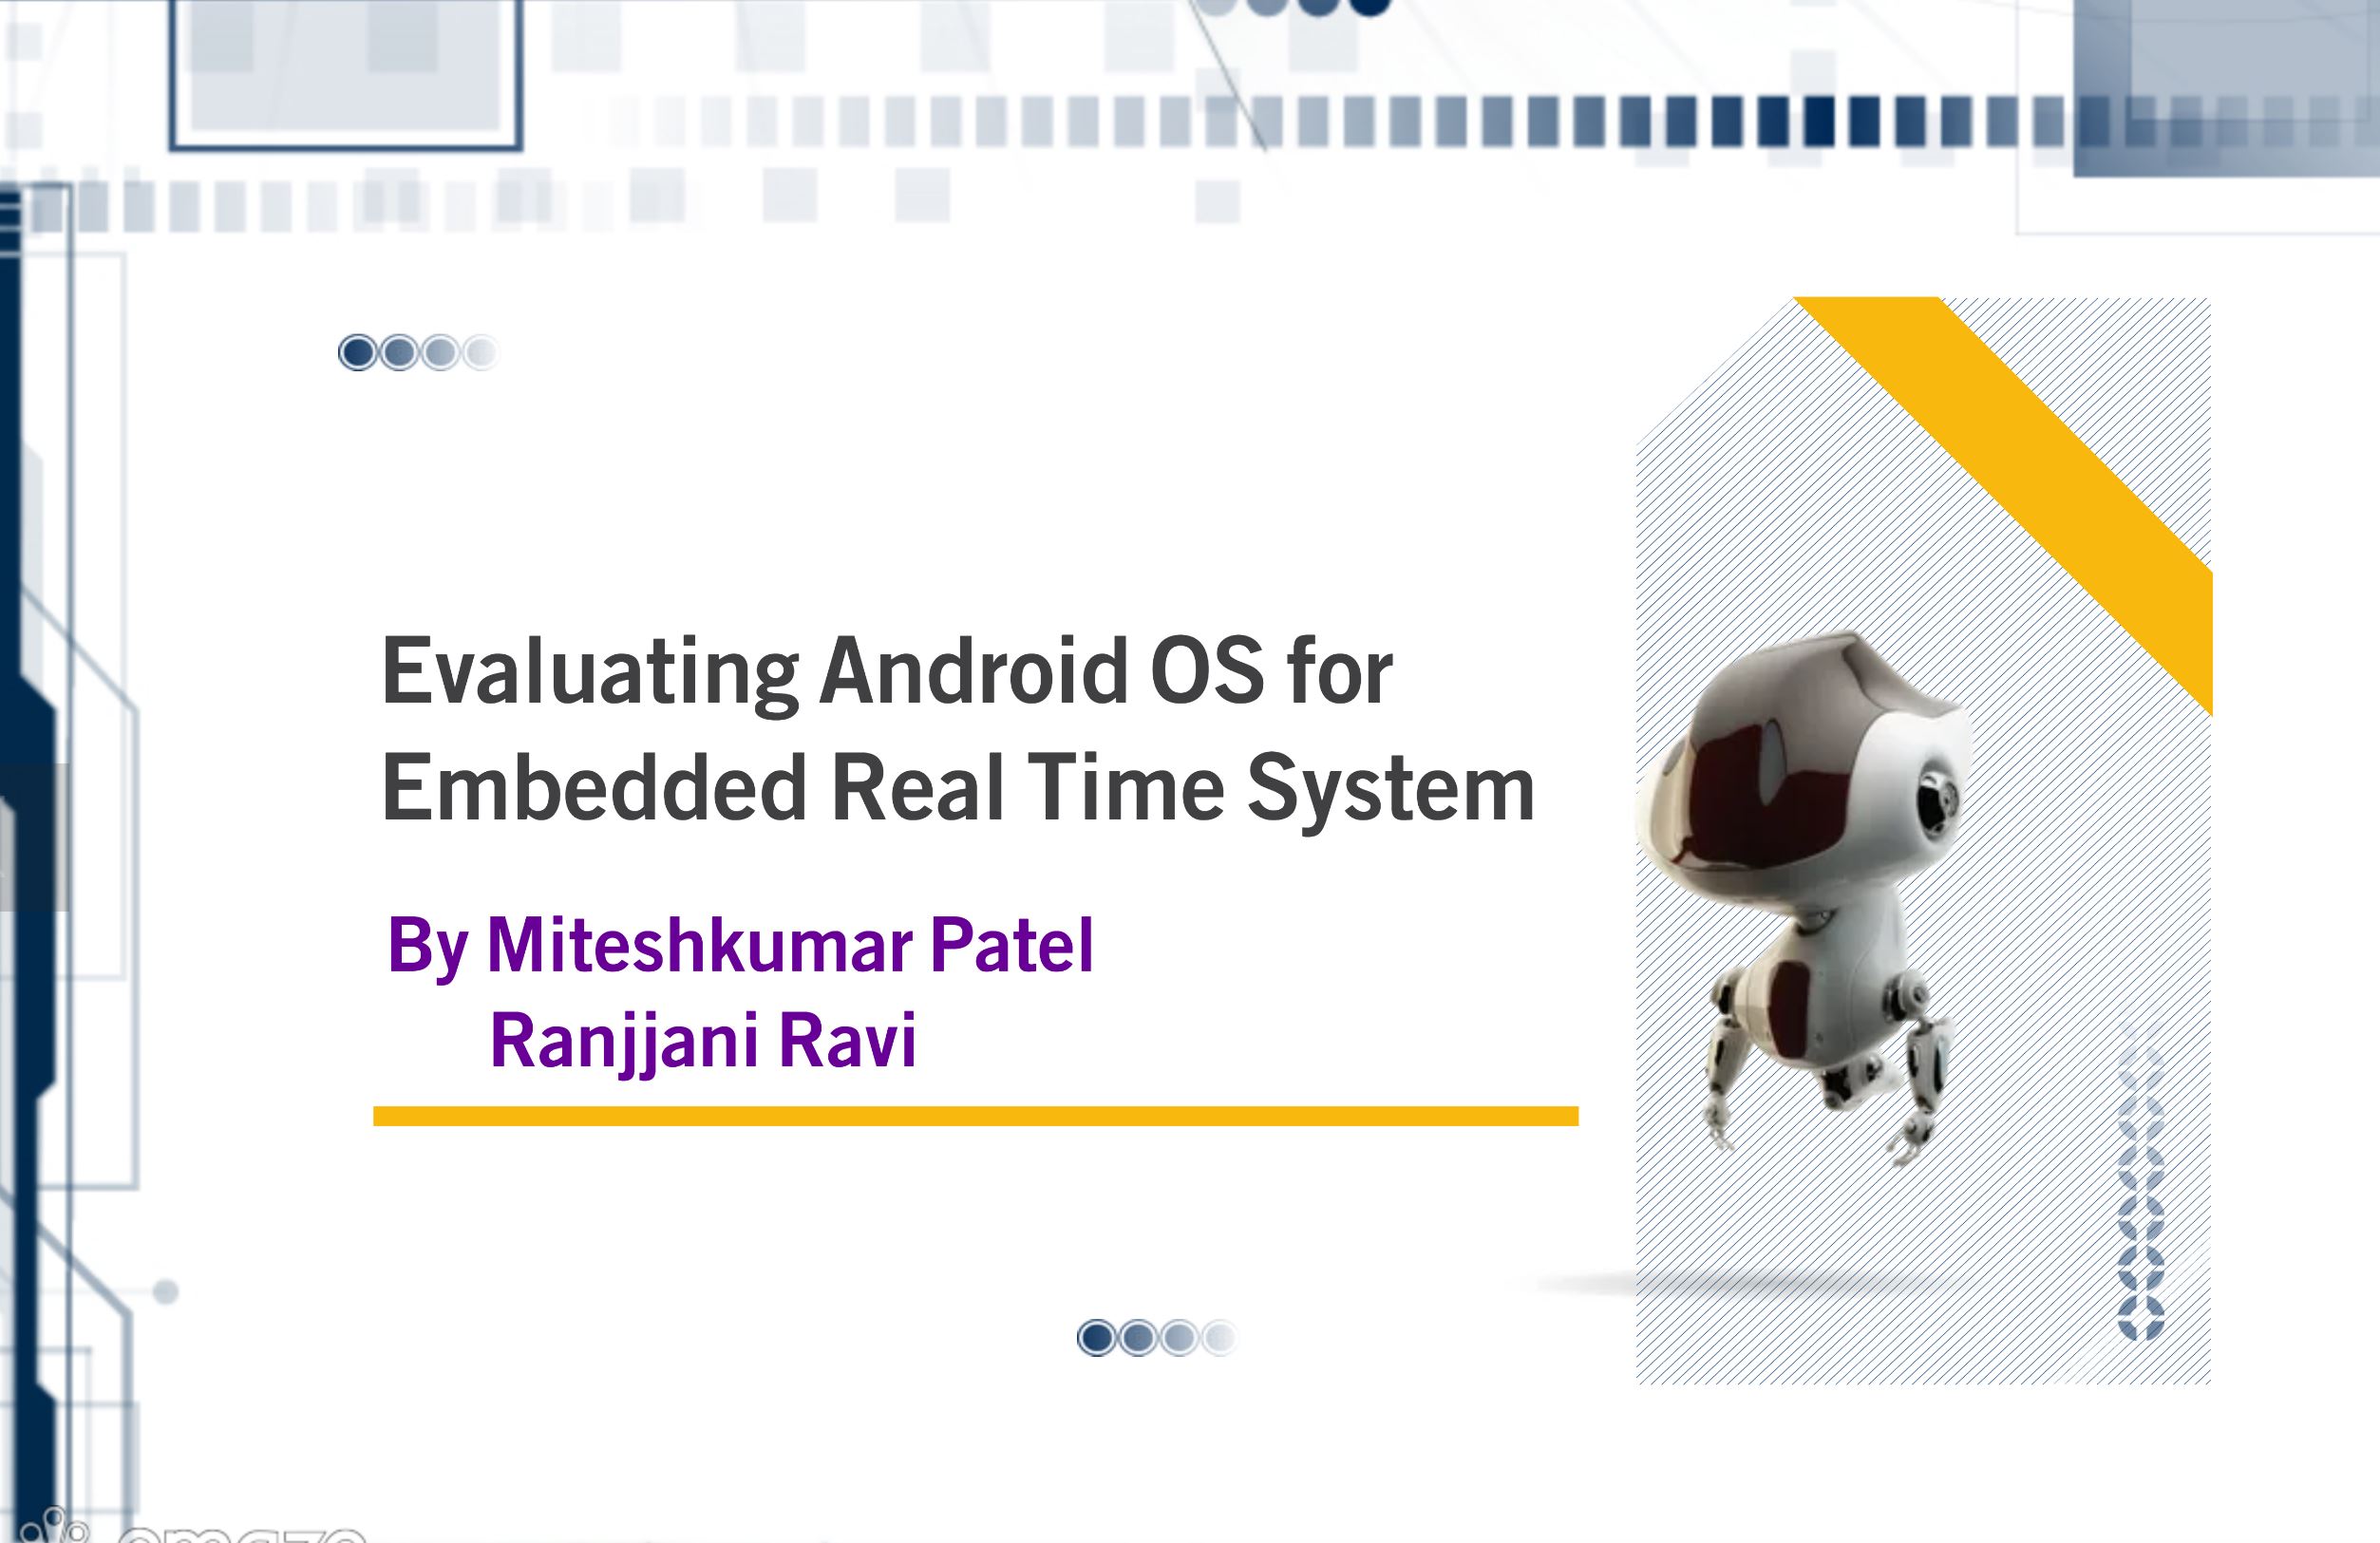 Evaluating Android OS for
Embedded Real Time System
By Miteshkumar Patel
Ranjjani Ravi